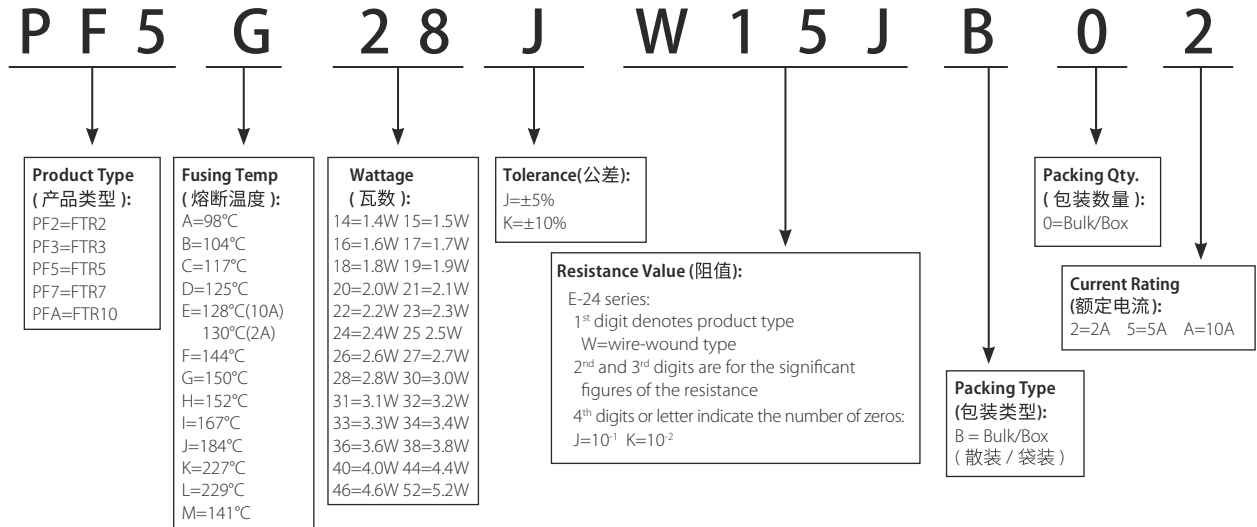 PF5 G 28 J W15J B 0 2
Product Type
( 产品类型 ):
PF2=FTR2
PF3=FTR3
PF5=FTR5
PF7=FTR7
PFA=FTR10
Fusing Temp
( 熔断温度 ):
A=98°C
B=104°C
C=117°C
D=125°C
E=128°C(10A)
130°C(2A)
F=144°C
G=150°C
H=152°C
I=167°C
J=184°C
K=227°C
L=229°C
M=141°C
Wattage
( 瓦数 ):
14=1.4W 15=1.5W
16=1.6W 17=1.7W
18=1.8W 19=1.9W
20=2.0W 21=2.1W
22=2.2W 23=2.3W
24=2.4W 25 2.5W
26=2.6W 27=2.7W
28=2.8W 30=3.0W
31=3.1W 32=3.2W
33=3.3W 34=3.4W
36=3.6W 38=3.8W
40=4.0W 44=4.4W
46=4.6W 52=5.2W
Tolerance(公差):
J=±5%
K=±10%
Resistance Value (阻值):
E-24 series:
1st digit denotes product type
W=wire-wound type
2nd and 3rd digits are for the significant
figures of the resistance
4th digits or letter indicate the number of zeros:
J=10-1 K=10-2
Packing Type
(包装类型):
B = Bulk/Box
( 散装 / 袋装 )
Packing Qty.
( 包装数量 ):
0=Bulk/Box
Current Rating
(额定电流):
2=2A 5=5A A=10A